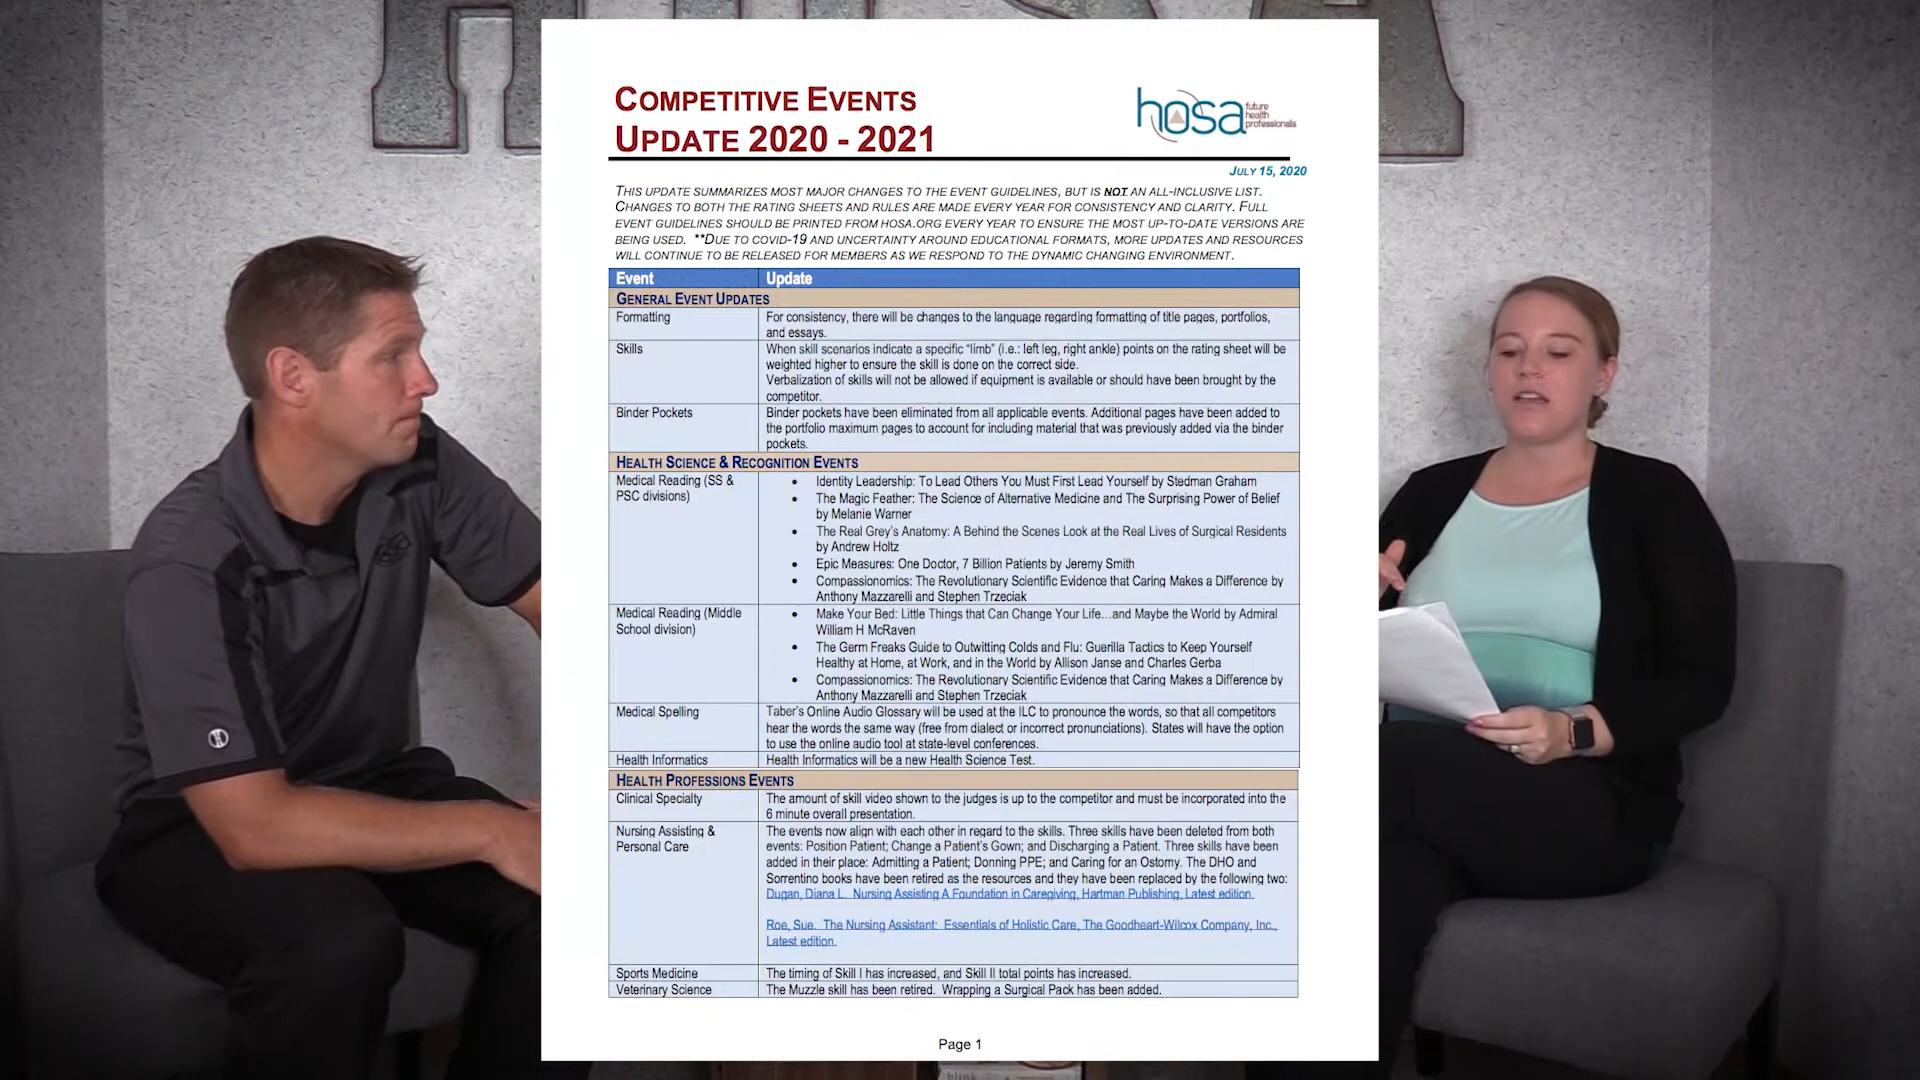 COMPETITIVE EVENTS
UPDATE 2020 - 2021
hosa future
health
professionals
JULY 15, 2020
THIS UPDATE SUMMARIZES MOST MAJOR CHANGES TO THE EVENT GUIDELINES, BUT IS NOT AN ALL-INCLUSIVE LIST.
CHANGES TO BOTH THE RATING SHEETS AND RULES ARE MADE EVERY YEAR FOR CONSISTENCY AND CLARITY. FULL
EVENT GUIDELINES SHOULD BE PRINTED FROM HOSA.ORG EVERY YEAR TO ENSURE THE MOST UP-TO-DATE VERSIONS ARE
BEING USED. **DUE TO COVID-19 AND UNCERTAINTY AROUND EDUCATIONAL FORMATS, MORE UPDATES AND RESOURCES
WILL CONTINUE TO BE RELEASED FOR MEMBERS AS WE RESPOND TO THE DYNAMIC CHANGING ENVIRONMENT.
Event Update
GENERAL EVENT UPDATES
Formatting For consistency, there will be changes to the language regarding formatting of title pages, portfolios,
and essays.
Skills When skill scenarios indicate a specific “limb” (i.e.: left leg, right ankle) points on the rating sheet will be
weighted higher to ensure the skill is done on the correct side.
Verbalization of skills will not be allowed if equipment is available or should have been brought by the
competitor.
Binder Pockets Binder pockets have been eliminated from all applicable events. Additional pages have been added to
the portfolio maximum pages to account for including material that was previously added via the binder
pockets.
HEALTH SCIENCE & RECOGNITION EVENTS
Medical Reading (SS & • Identity Leadership: To Lead Others You Must First Lead Yourself by Stedman Graham
PSC divisions) • The Magic Feather: The Science of Alternative Medicine and The Surprising Power of Belief
by Melanie Warner
• The Real Grey’s Anatomy: A Behind the Scenes Look at the Real Lives of Surgical Residents
by Andrew Holtz
• Epic Measures: One Doctor, 7 Billion Patients by Jeremy Smith
• Compassionomics: The Revolutionary Scientific Evidence that Caring Makes a Difference by
Anthony Mazzarelli and Stephen Trzeciak
Medical Reading (Middle • Make Your Bed: Little Things that Can Change Your Life…and Maybe the World by Admiral
School division) William H McRaven
• The Germ Freaks Guide to Outwitting Colds and Flu: Guerilla Tactics to Keep Yourself
Healthy at Home, at Work, and in the World by Allison Janse and Charles Gerba
• Compassionomics: The Revolutionary Scientific Evidence that Caring Makes a Difference by
Anthony Mazzarelli and Stephen Trzeciak
Medical Spelling Taber’s Online Audio Glossary will be used at the ILC to pronounce the words, so that all competitors
hear the words the same way (free from dialect or incorrect pronunciations). States will have the option
to use the online audio tool at state-level conferences.
Health Informatics Health Informatics will be a new Health Science Test.
HEALTH PROFESSIONS EVENTS
Clinical Specialty The amount of skill video shown to the judges is up to the competitor and must be incorporated into the
6 minute overall presentation.
Nursing Assisting & The events now align with each other in regard to the skills. Three skills have been deleted from both
Personal Care events: Position Patient; Change a Patient’s Gown; and Discharging a Patient. Three skills have been
added in their place: Admitting a Patient; Donning PPE; and Caring for an Ostomy. The DHO and
Sorrentino books have been retired as the resources and they have been replaced by the following two:
Dugan, Diana L. Nursing Assisting A Foundation in Caregiving, Hartman Publishing, Latest edition.
Roe, Sue. The Nursing Assistant: Essentials of Holistic Care, The Goodheart-Wilcox Company, Inc.,
Latest edition.
Sports Medicine The timing of Skill I has increased, and Skill II total points has increased.
Veterinary Science The Muzzle skill has been retired. Wrapping a Surgical Pack has been added.
Page 1
blink